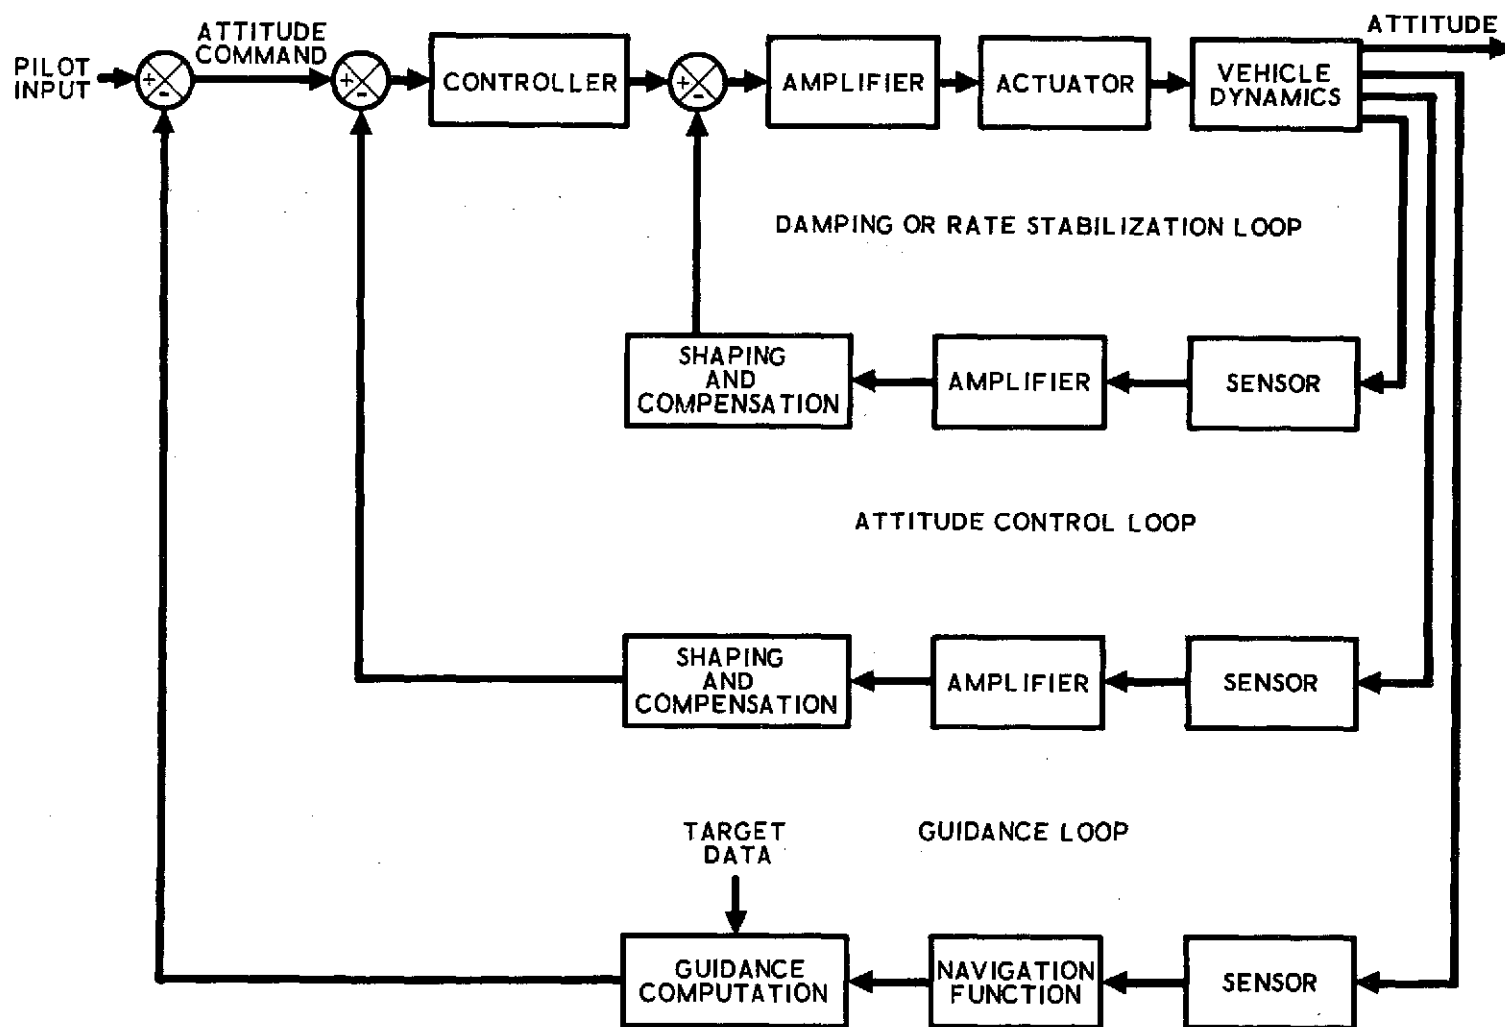 PILOT
INPUT
+
-
ATTITUDE
COMMAND
+
-
CONTROLLER
+
-
AMPLIFIER
ACTUATOR
VEHICLE
DYNAMICS
ATTITUDE
DAMPING OR RATE STABILIZATION LOOP
SHAPING
AND
COMPENSATION
AMPLIFIER
SENSOR
ATTITUDE CONTROL LOOP
SHAPING
AND
COMPENSATION
AMPLIFIER
SENSOR
TARGET
DATA
GUIDANCE LOOP
GUIDANCE
COMPUTATION
NAVIGATION
FUNCTION
SENSOR